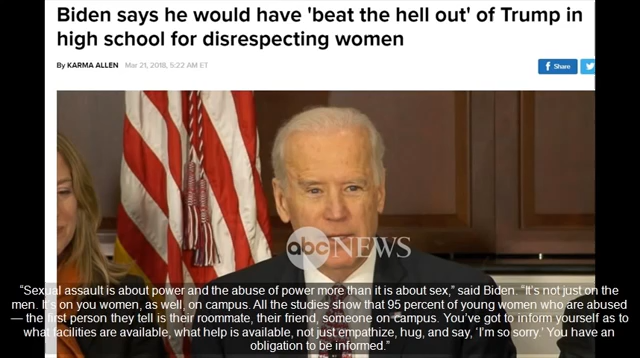 Biden says he would have 'beat the hell out' of Trump in
high school for disrespecting women
By KARMA ALLEN Mar 21, 2018, 5:22 AM ET
Share
abc NEWS
“Sexual assault is about power and the abuse of power more than it is about sex,” said Biden. “It’s not just on the
men. It’s on you women, as well, on campus. All the studies show that 95 percent of young women who are abused
— the first person they tell is their roommate, their friend, someone on campus. You’ve got to inform yourself as to
what facilities are available, what help is available, not just empathize, hug, and say, ‘I’m so sorry.’ You have an
obligation to be informed.”